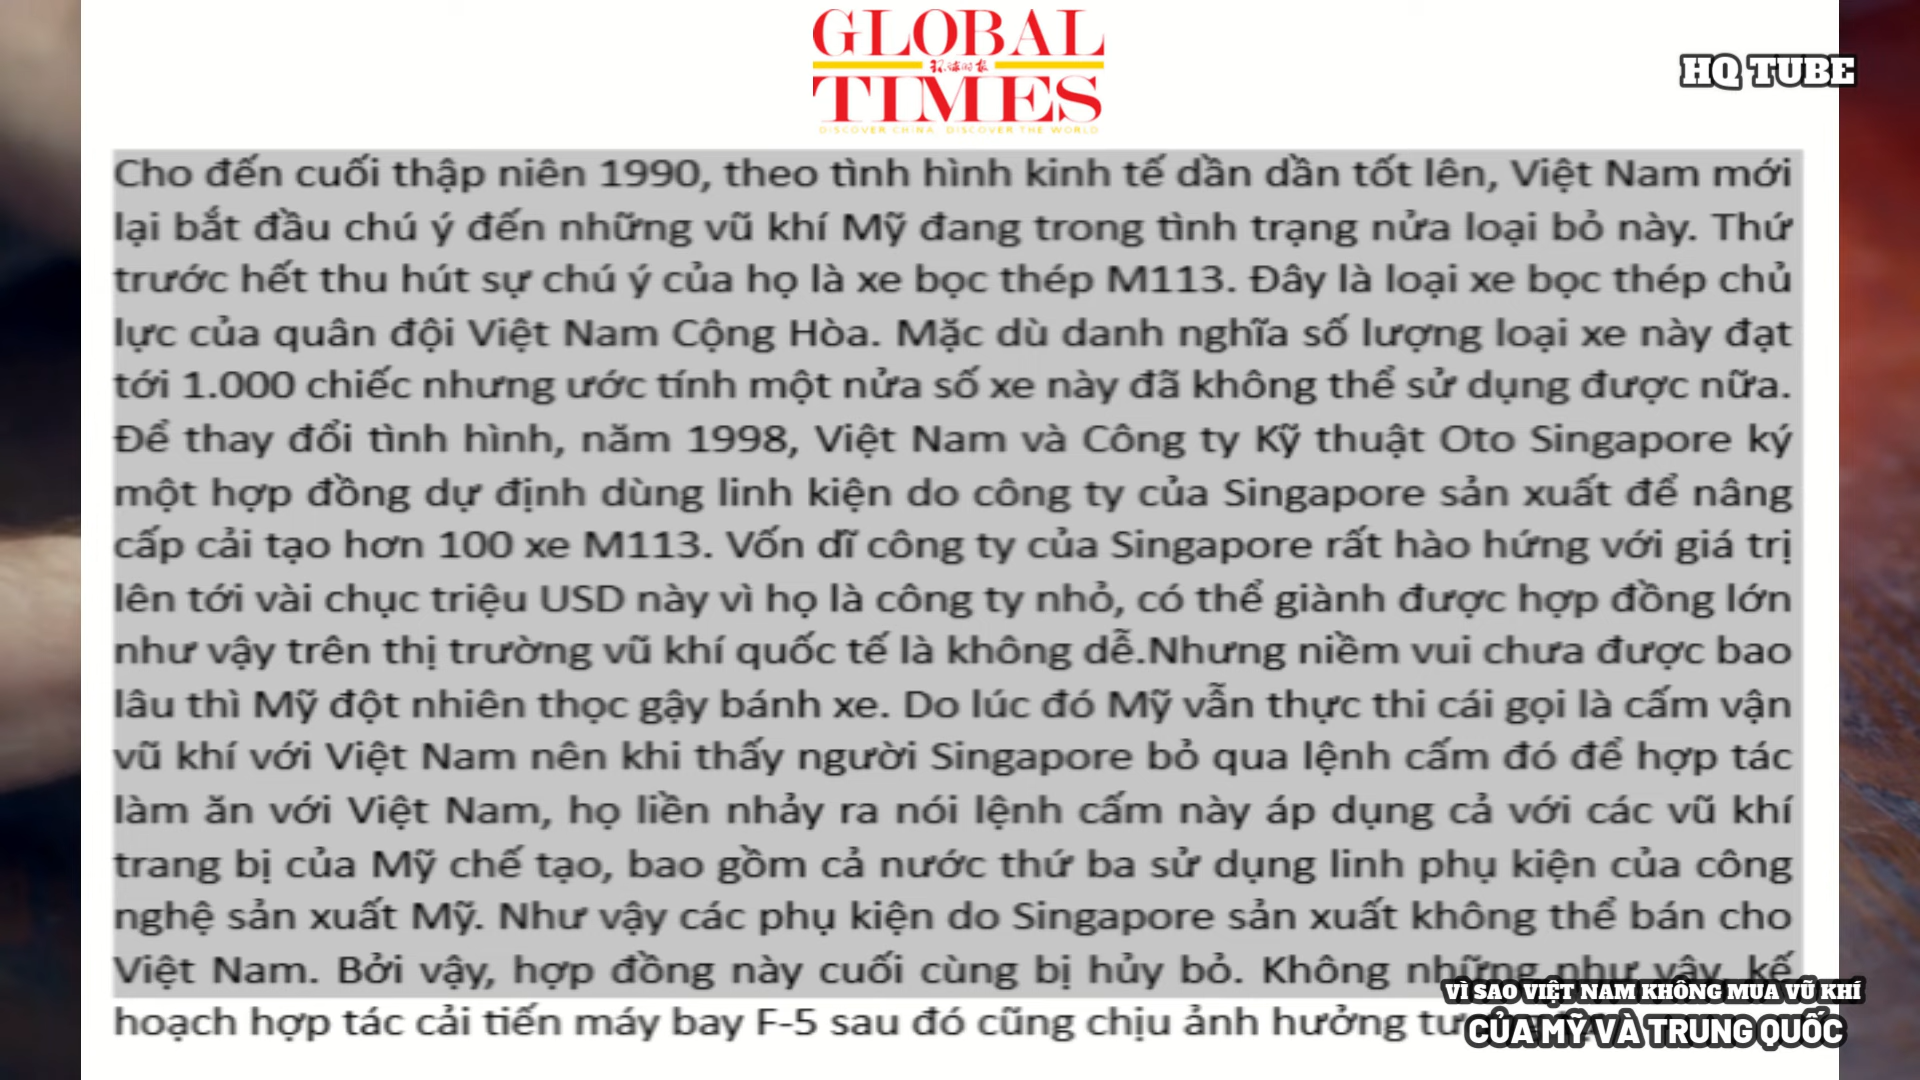 GLOBAL
环球时报
TIMES
DISCOVER CHINA DISCOVER THE WORLD
HQ TUBE
Cho đến cuối thập niên 1990, theo tình hình kinh tế dần dần tốt lên, Việt Nam mới
lại bắt đầu chú ý đến những vũ khí Mỹ đang trong tình trạng nửa loại bỏ này. Thứ
trước hết thu hút sự chú ý của họ là xe bọc thép M113. Đây là loại xe bọc thép chủ
lực của quân đội Việt Nam Cộng Hòa. Mặc dù danh nghĩa số lượng loại xe này đạt
tới 1.000 chiếc nhưng ước tính một nửa số xe này đã không thể sử dụng được nữa.
Để thay đổi tình hình, năm 1998, Việt Nam và Công ty Kỹ thuật Oto Singapore ký
một hợp đồng dự định dùng linh kiện do công ty của Singapore sản xuất để nâng
cấp cải tạo hơn 100 xe M113. Vốn dĩ công ty của Singapore rất hào hứng với giá trị
lên tới vài chục triệu USD này vì họ là công ty nhỏ, có thể giành được hợp đồng lớn
như vậy trên thị trường vũ khí quốc tế là không dễ.Nhưng niềm vui chưa được bao
lâu thì Mỹ đột nhiên thọc gậy bánh xe. Do lúc đó Mỹ vẫn thực thi cái gọi là cấm vận
vũ khí với Việt Nam nên khi thấy người Singapore bỏ qua lệnh cấm đó để hợp tác
làm ăn với Việt Nam, họ liền nhảy ra nói lệnh cấm này áp dụng cả với các vũ khí
trang bị của Mỹ chế tạo, bao gồm cả nước thứ ba sử dụng linh phụ kiện của công
nghệ sản xuất Mỹ. Như vậy các phụ kiện do Singapore sản xuất không thể bán cho
Việt Nam. Bởi vậy, hợp đồng này cuối cùng bị hủy bỏ. Không những như vậy, kế
hoạch hợp tác cải tiến máy bay F-5 sau đó cũng chịu ảnh hưởng
VÌ SAO VIỆT NAM KHÔNG MUA VŨ KHÍ
CỦA MỸ VÀ TRUNG QUỐC